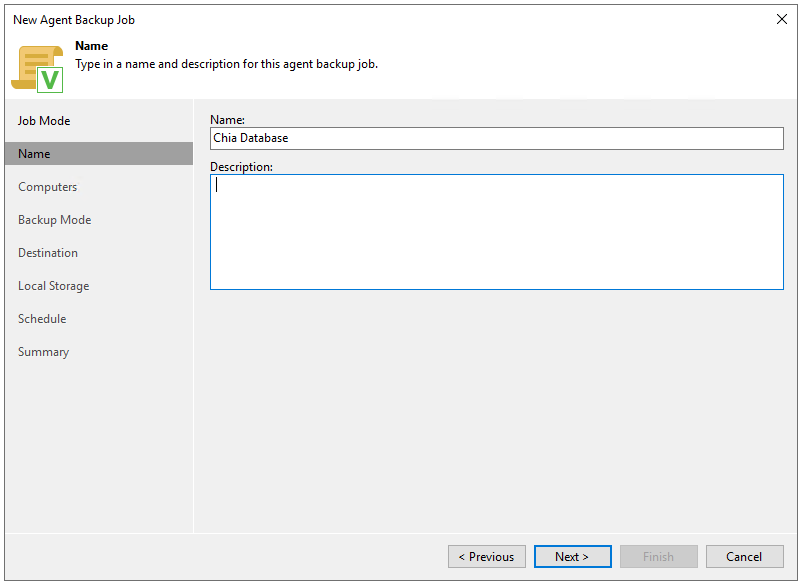 New Agent Backup Job
Name
Type in a name and description for this agent backup job.
V
Job Mode
Name
Computers
Backup Mode
Destination
Local Storage
Schedule
Summary
Name:
Chia Database
Description:
< Previous
Next >
Finish
Cancel